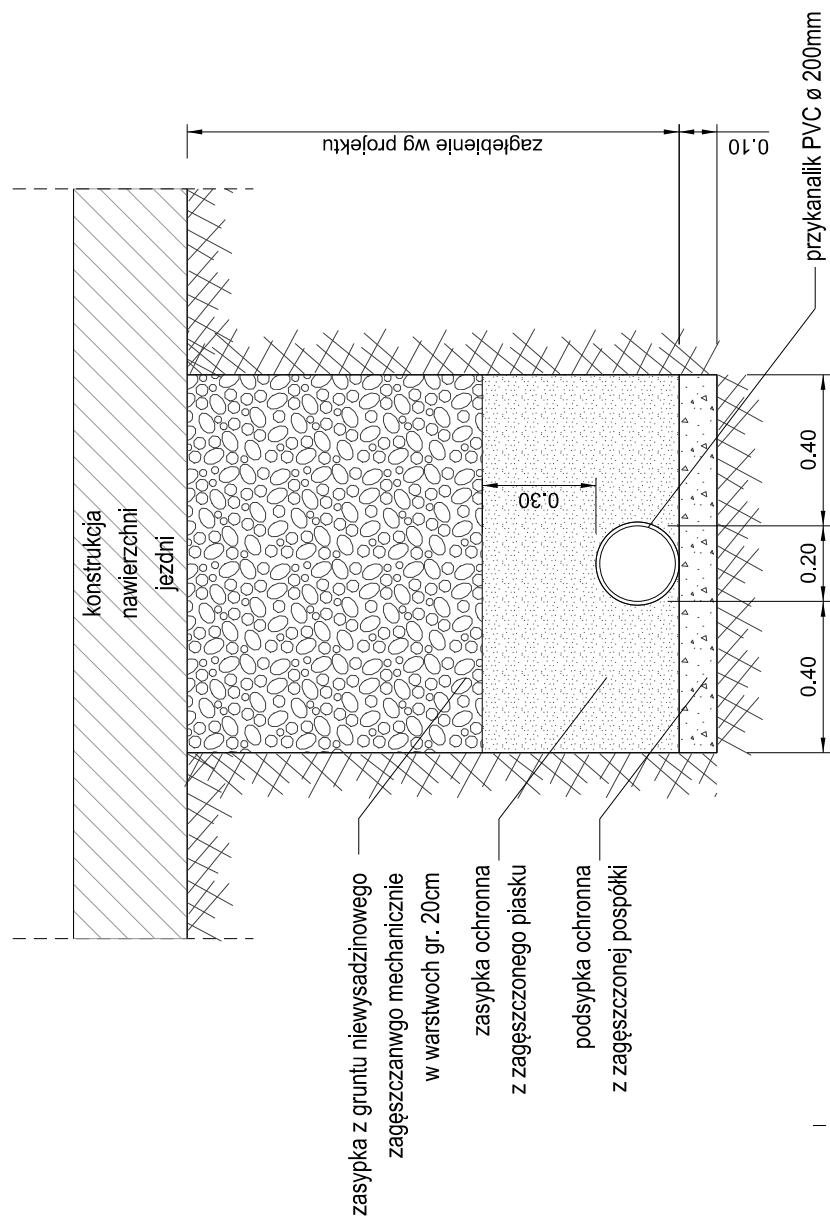 konstrukcja
nawierzchni
jezdni
zagłebienie wg projektu
0.10
0.30
przykanalik PVC ø 200mm
0.40
0.20
0.40
zasypka z gruntu niewysadzinowego
zagęszczanwgo mechanicznie
w warstwoch gr. 20cm
zasypka ochronna
z zagęszczonego piasku
podsypka ochronna
z zagęszczonej pospółki